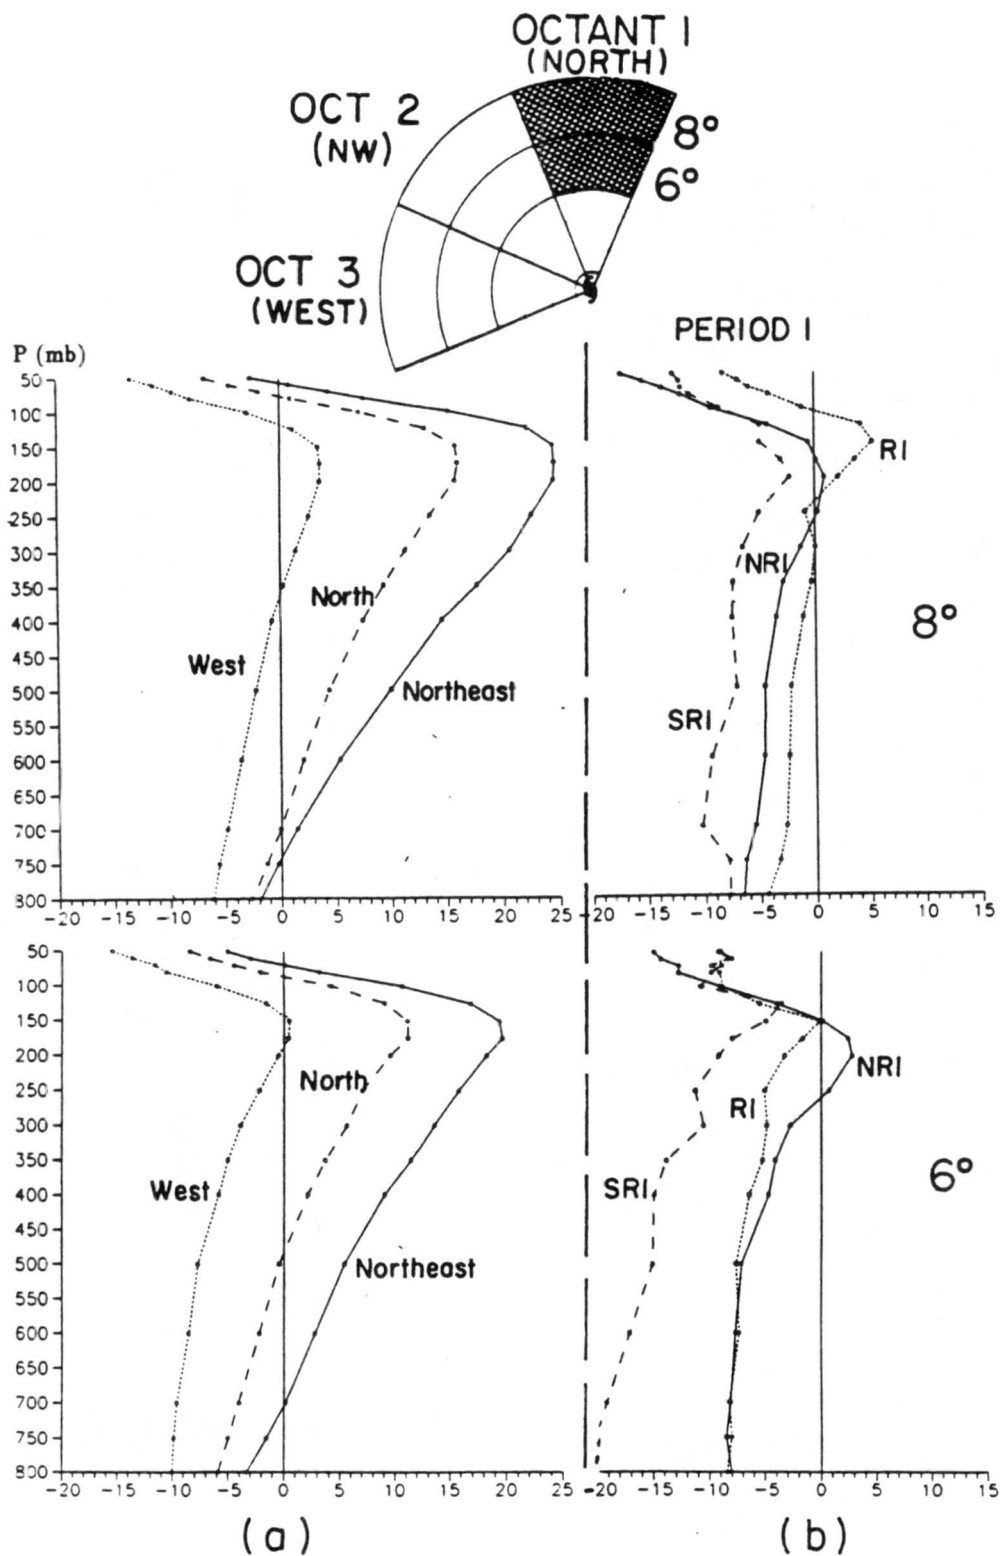 OCTANT 1
(NORTH)
OCT 2
(NW)
8°
6°
OCT 3
(WEST)
PERIOD 1
P (mb)
50
100
150
200
250
300
350
400
450
500
550
600
650
700
750
800
West
North
Northeast
-20 -15 -10 -5 0 5 10 15 20 25
RI
NRI
SRI
8°
-20 -15 -10 -5 0 5 10 15
50
100
150
200
250
300
350
400
450
500
550
600
650
700
750
800
North
West
Northeast
-20 -15 -10 -5 0 5 10 15 20 25
NRI
RI
SRI
6°
-20 -15 -10 -5 0 5 10 15
(a)
(b)